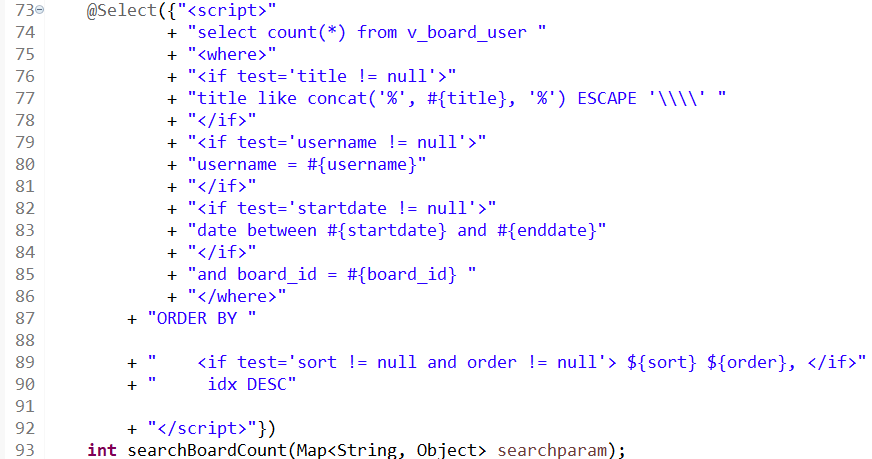 73 @Select({"<script>"
74 + "select count(*) from v_board_user "
75 + "<where>"
76 + "<if test='title != null'>"
77 + "title like concat('%', #{title}, '%') ESCAPE '\\\\' "
78 + "</if>"
79 + "<if test='username != null'>"
80 + "username = #{username}"
81 + "</if>"
82 + "<if test='startdate != null'>"
83 + "date between #{startdate} and #{enddate}"
84 + "</if>"
85 + "and board_id = #{board_id} "
86 + "</where>"
87 + "ORDER BY "
88
89 + "    <if test='sort != null and order != null'> ${sort} ${order}, </if>"
90 + "     idx DESC"
91
92 + "</script>"})
93 int searchBoardCount(Map<String, Object> searchparam);